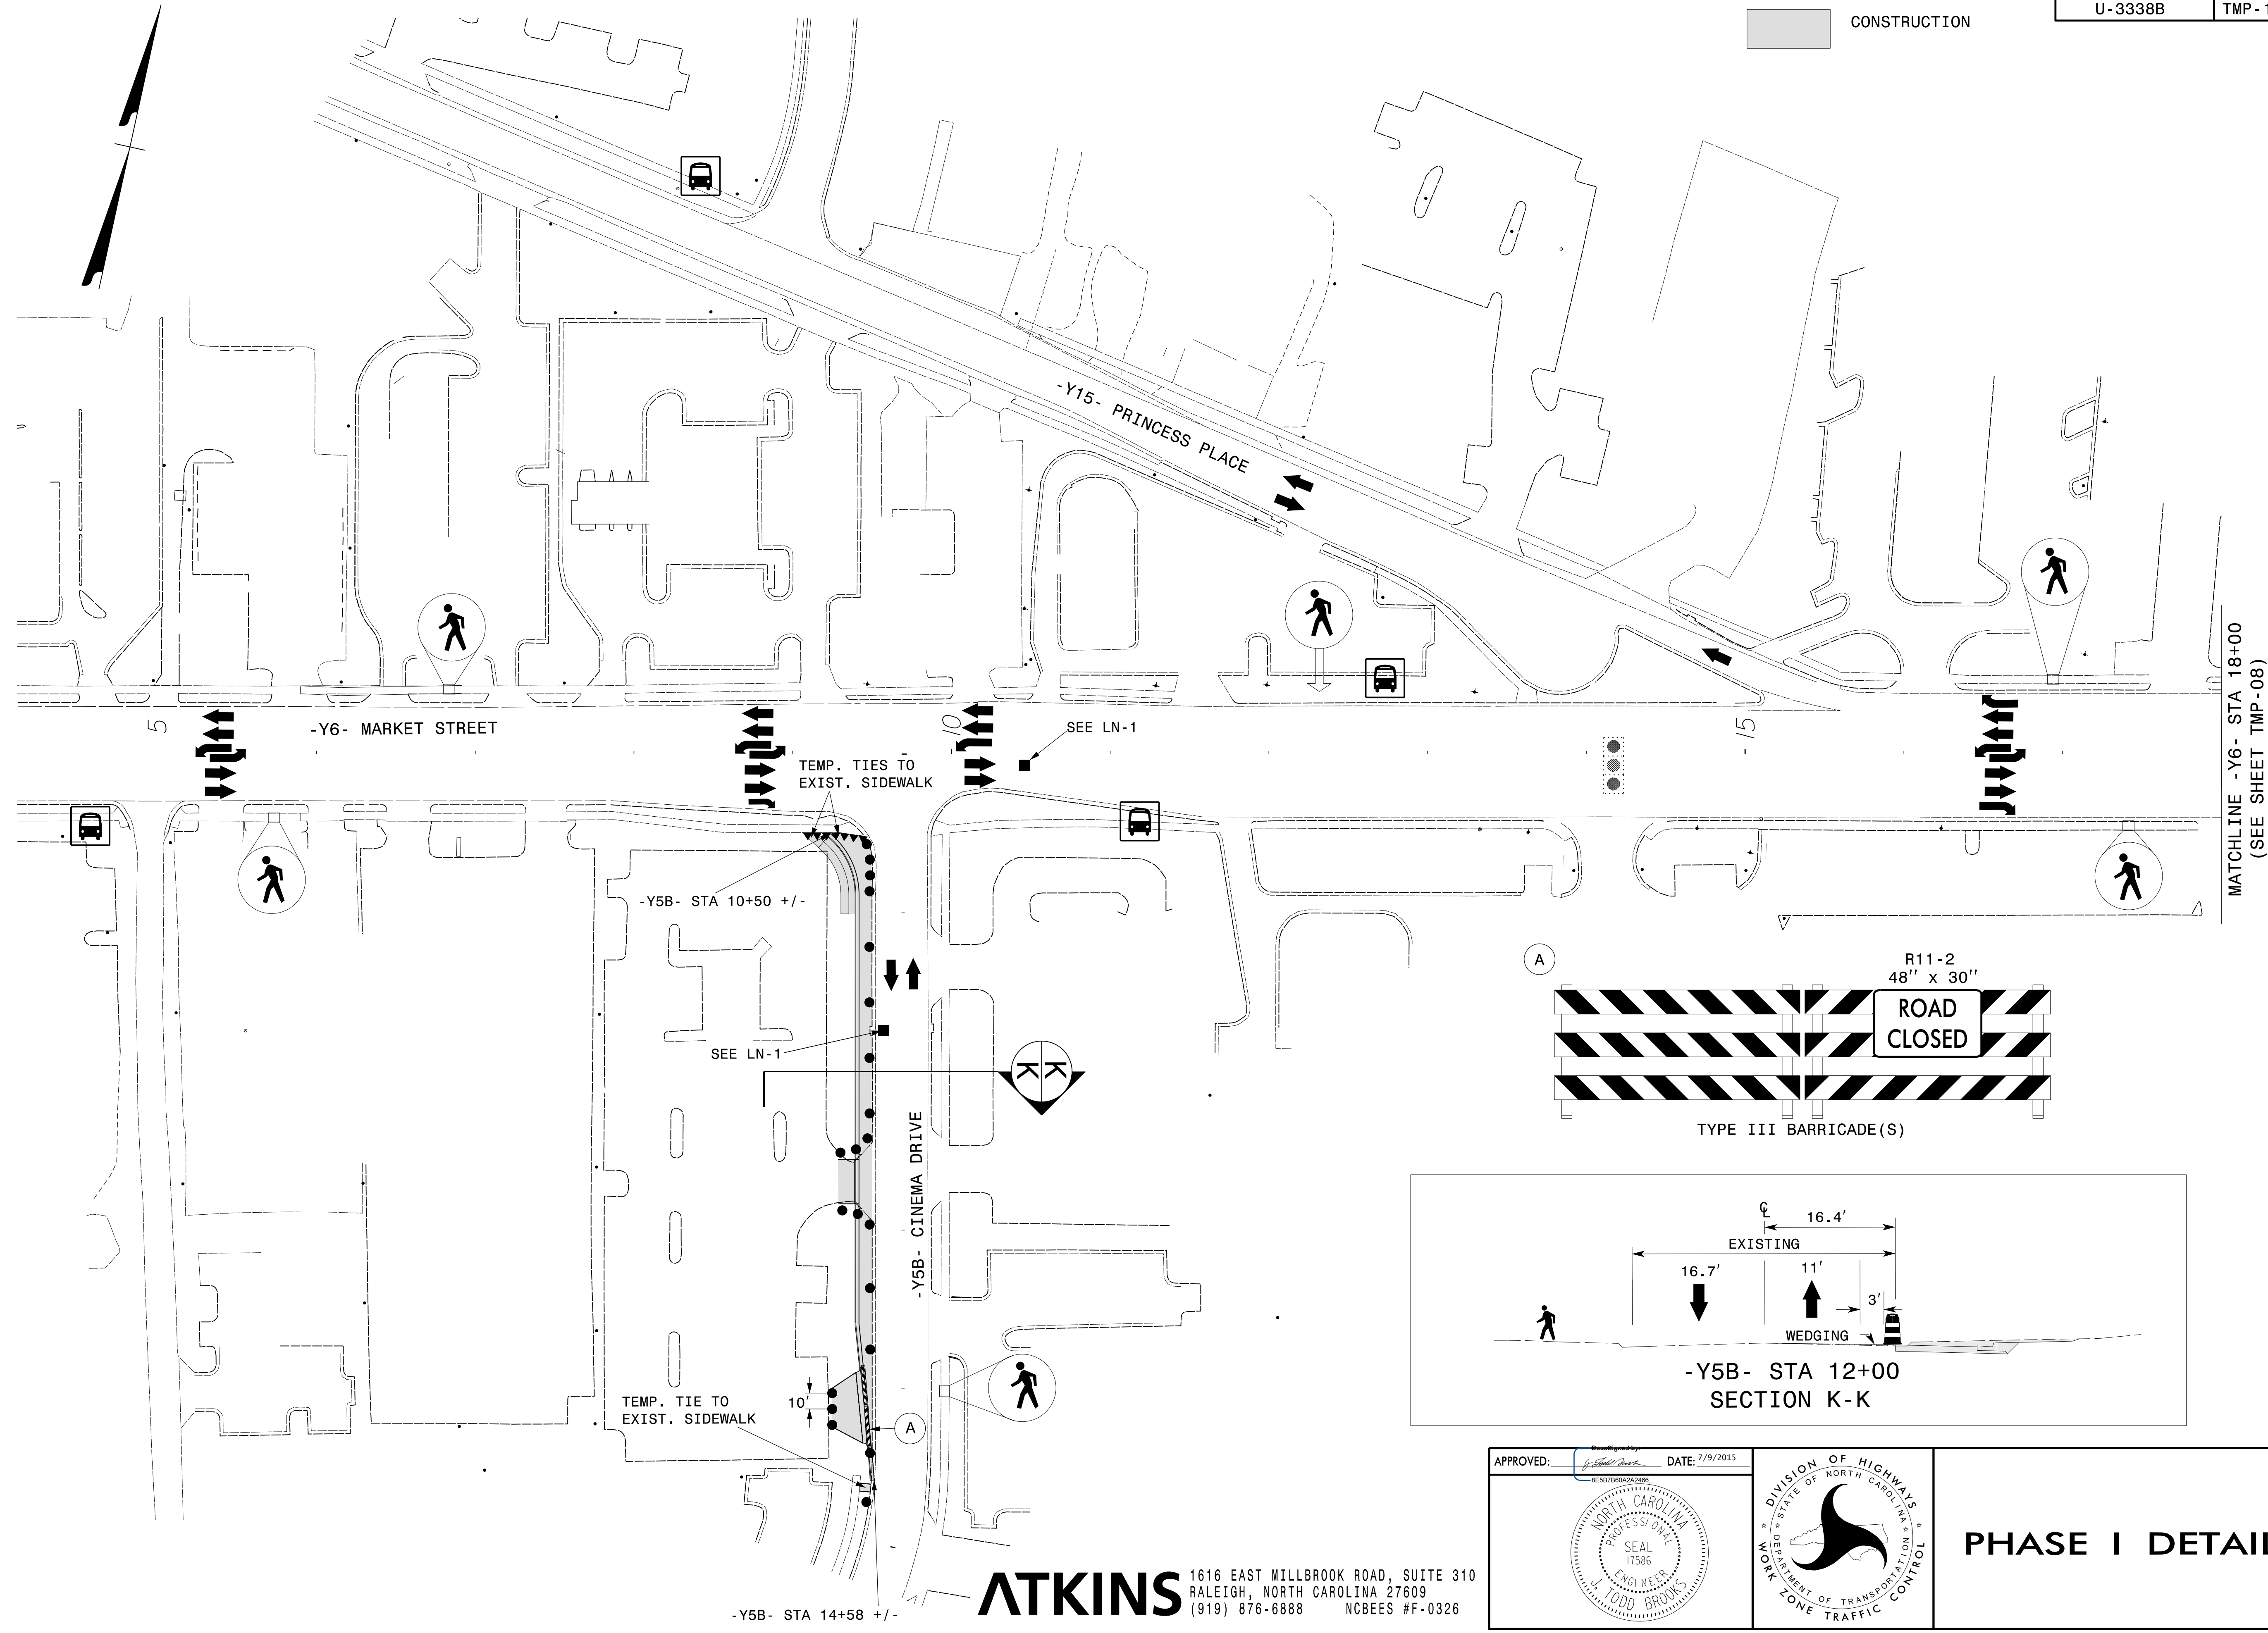 CONSTRUCTION
U-3338B
TMP-1
-Y15- PRINCESS PLACE
5
-Y6- MARKET STREET
10
SEE LN-1
15
TEMP. TIES TO
EXIST. SIDEWALK
MATCHLINE -Y6- STA 18+00
(SEE SHEET TMP-08)
-Y5B- STA 10+50 +/-
SEE LN-1
K K
-Y5B- CINEMA DRIVE
A
R11-2
48'' x 30''
ROAD
CLOSED
TYPE III BARRICADE(S)
℄
16.4'
EXISTING
16.7'
11'
3'
WEDGING
-Y5B- STA 12+00
SECTION K-K
TEMP. TIE TO
EXIST. SIDEWALK
10'
A
-Y5B- STA 14+58 +/-
ATKINS
1616 EAST MILLBROOK ROAD, SUITE 310
RALEIGH, NORTH CAROLINA 27609
(919) 876-6888 NCBEES #F-0326
APPROVED:
DocuSigned by:
DATE: 7/9/2015
8E5B7B60A2A2466...
NORTH CAROLINA
PROFESSIONAL
SEAL
17586
ENGINEER
J. TODD BROOKS
DIVISION OF HIGHWAYS
STATE OF NORTH CAROLINA
DEPARTMENT OF TRANSPORTATION
WORK ZONE TRAFFIC CONTROL
PHASE I DETAIL